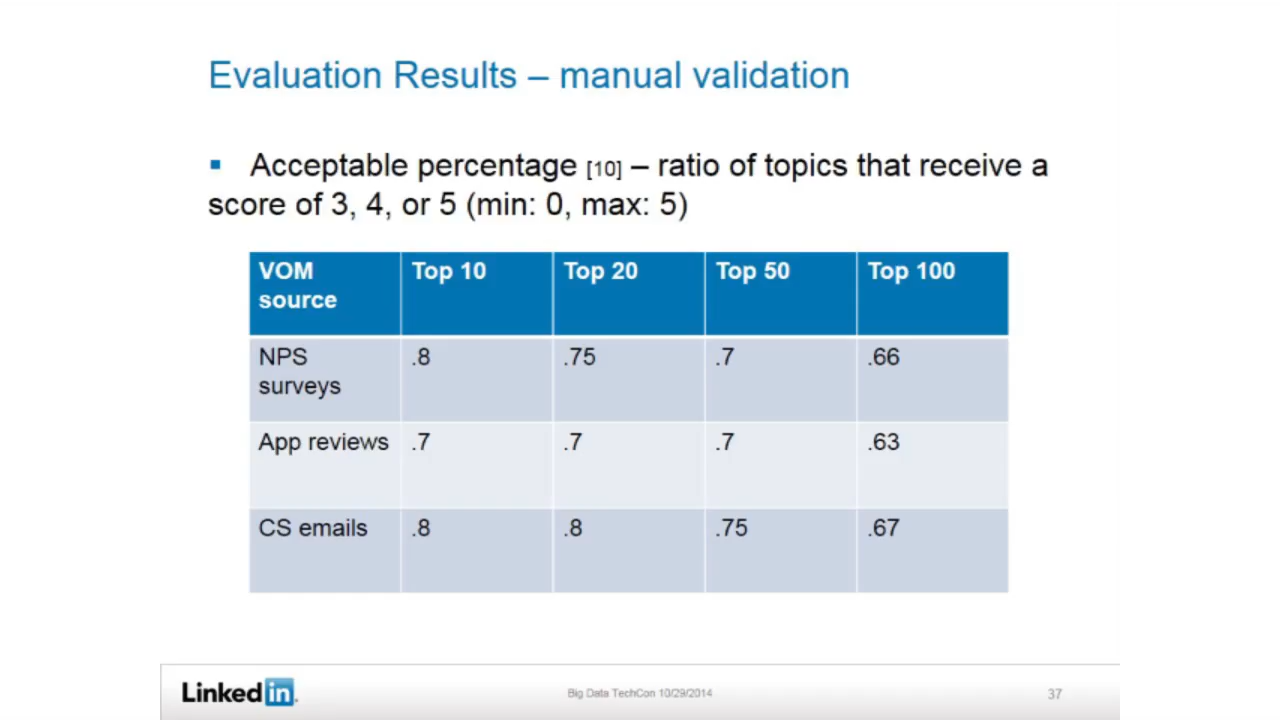 Evaluation Results – manual validation
▪ Acceptable percentage [10] – ratio of topics that receive a
score of 3, 4, or 5 (min: 0, max: 5)
VOM source Top 10 Top 20 Top 50 Top 100
NPS surveys .8 .75 .7 .66
App reviews .7 .7 .7 .63
CS emails .8 .8 .75 .67
Linked in. Big Data TechCon 10/29/2014 37